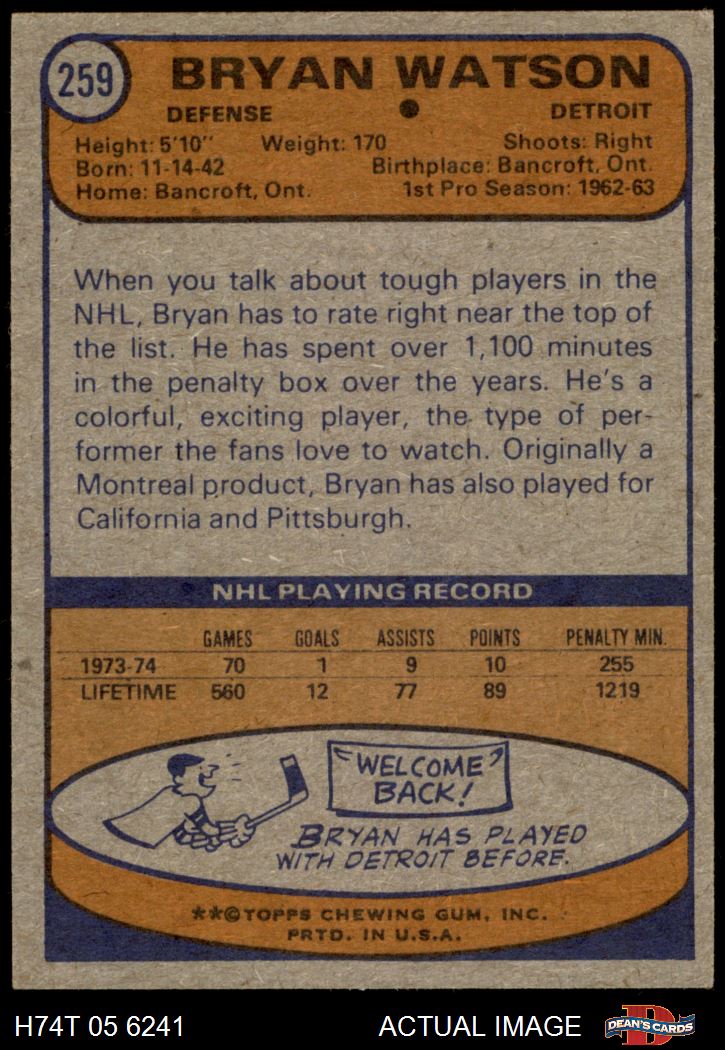 259
BRYAN WATSON
DEFENSE ● DETROIT
Height: 5'10" Weight: 170 Shoots: Right
Born: 11-14-42 Birthplace: Bancroft, Ont.
Home: Bancroft, Ont. 1st Pro Season: 1962-63
When you talk about tough players in the
NHL, Bryan has to rate right near the top of
the list. He has spent over 1,100 minutes
in the penalty box over the years. He's a
colorful, exciting player, the type of per-
former the fans love to watch. Originally a
Montreal product, Bryan has also played for
California and Pittsburgh.
NHL PLAYING RECORD
GAMES GOALS ASSISTS POINTS PENALTY MIN.
1973-74 70 1 9 10 255
LIFETIME 560 12 77 89 1219
"WELCOME
BACK!"
BRYAN HAS PLAYED
WITH DETROIT BEFORE.
**©TOPPS CHEWING GUM, INC.
PRTD. IN U.S.A.
H74T 05 6241 ACTUAL IMAGE D DEAN'S CARDS